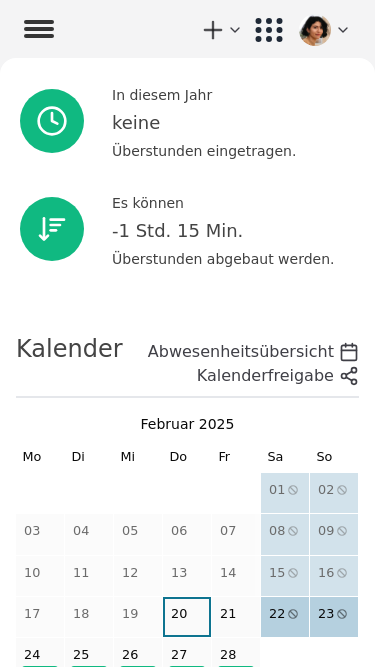 In diesem Jahr
keine
Überstunden eingetragen.
Es können
-1 Std. 15 Min.
Überstunden abgebaut werden.
Kalender
Abwesenheitsübersicht
Kalenderfreigabe
Februar 2025
Mo Di Mi Do Fr Sa So
01 02
03 04 05 06 07 08 09
10 11 12 13 14 15 16
17 18 19 20 21 22 23
24 25 26 27 28